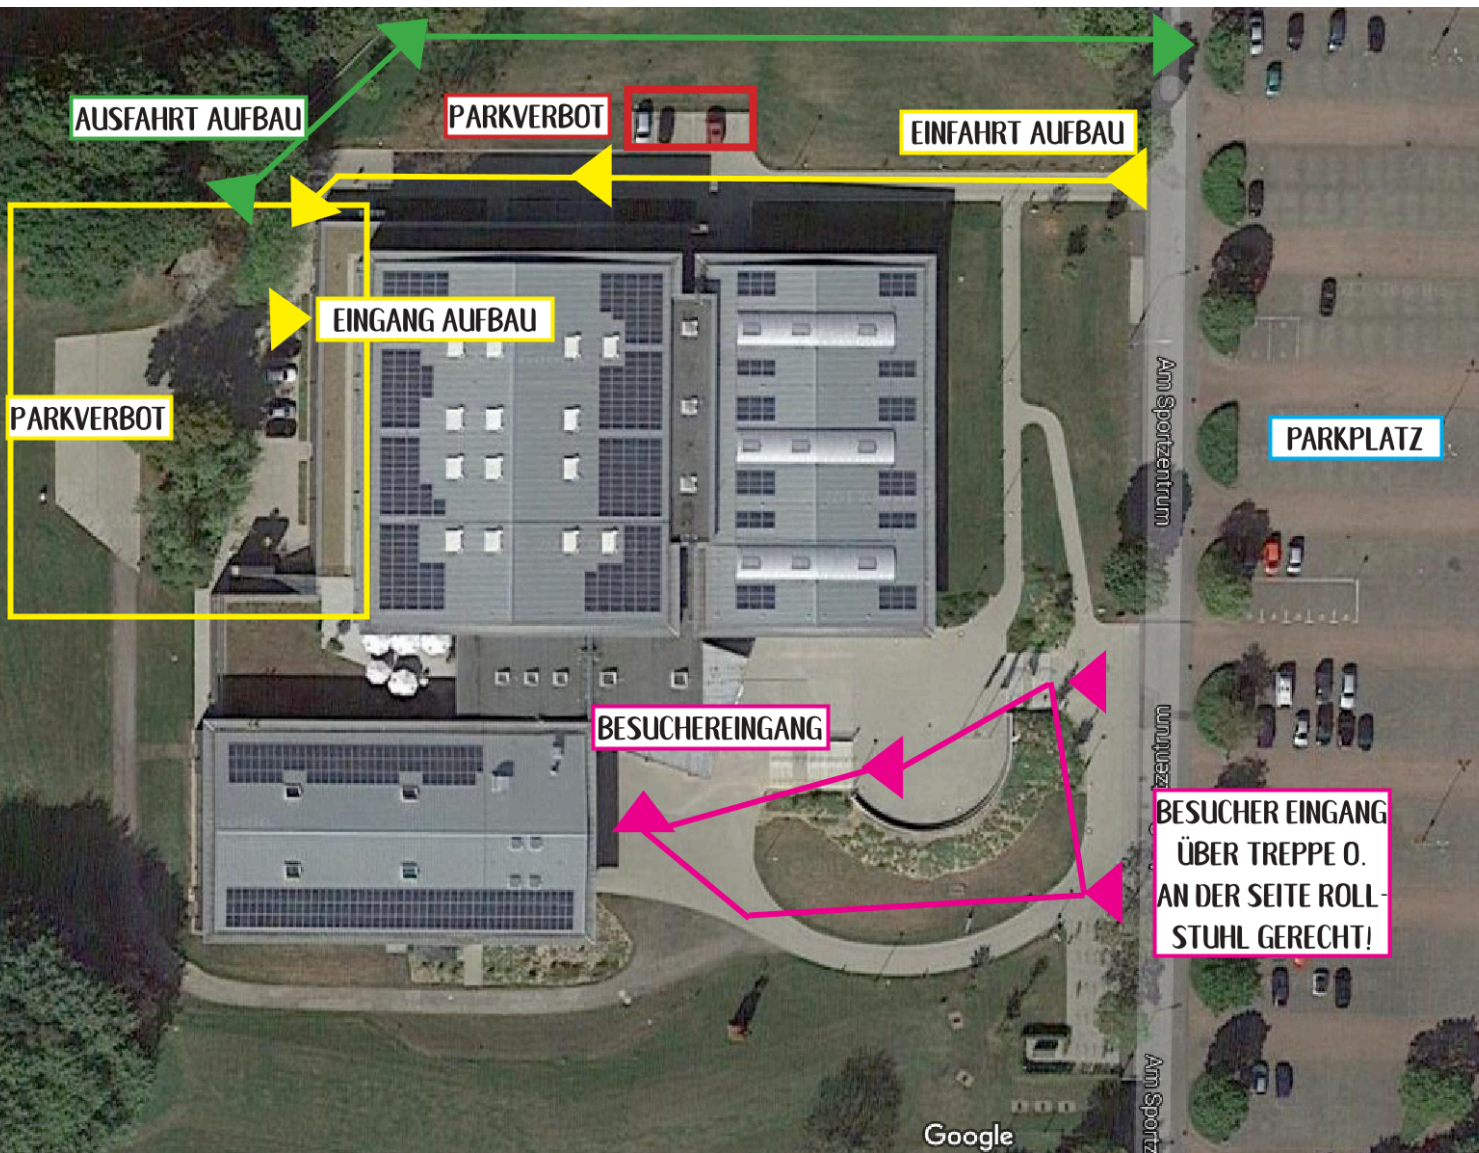 AUSFAHRT AUFBAU
PARKVERBOT
EINFAHRT AUFBAU
EINGANG AUFBAU
PARKVERBOT
Am Sportzentrum
PARKPLATZ
BESUCHEREINGANG
BESUCHER EINGANG
ÜBER TREPPE O.
AN DER SEITE ROLL-
STUHL GERECHT!
Am Sportz
Google